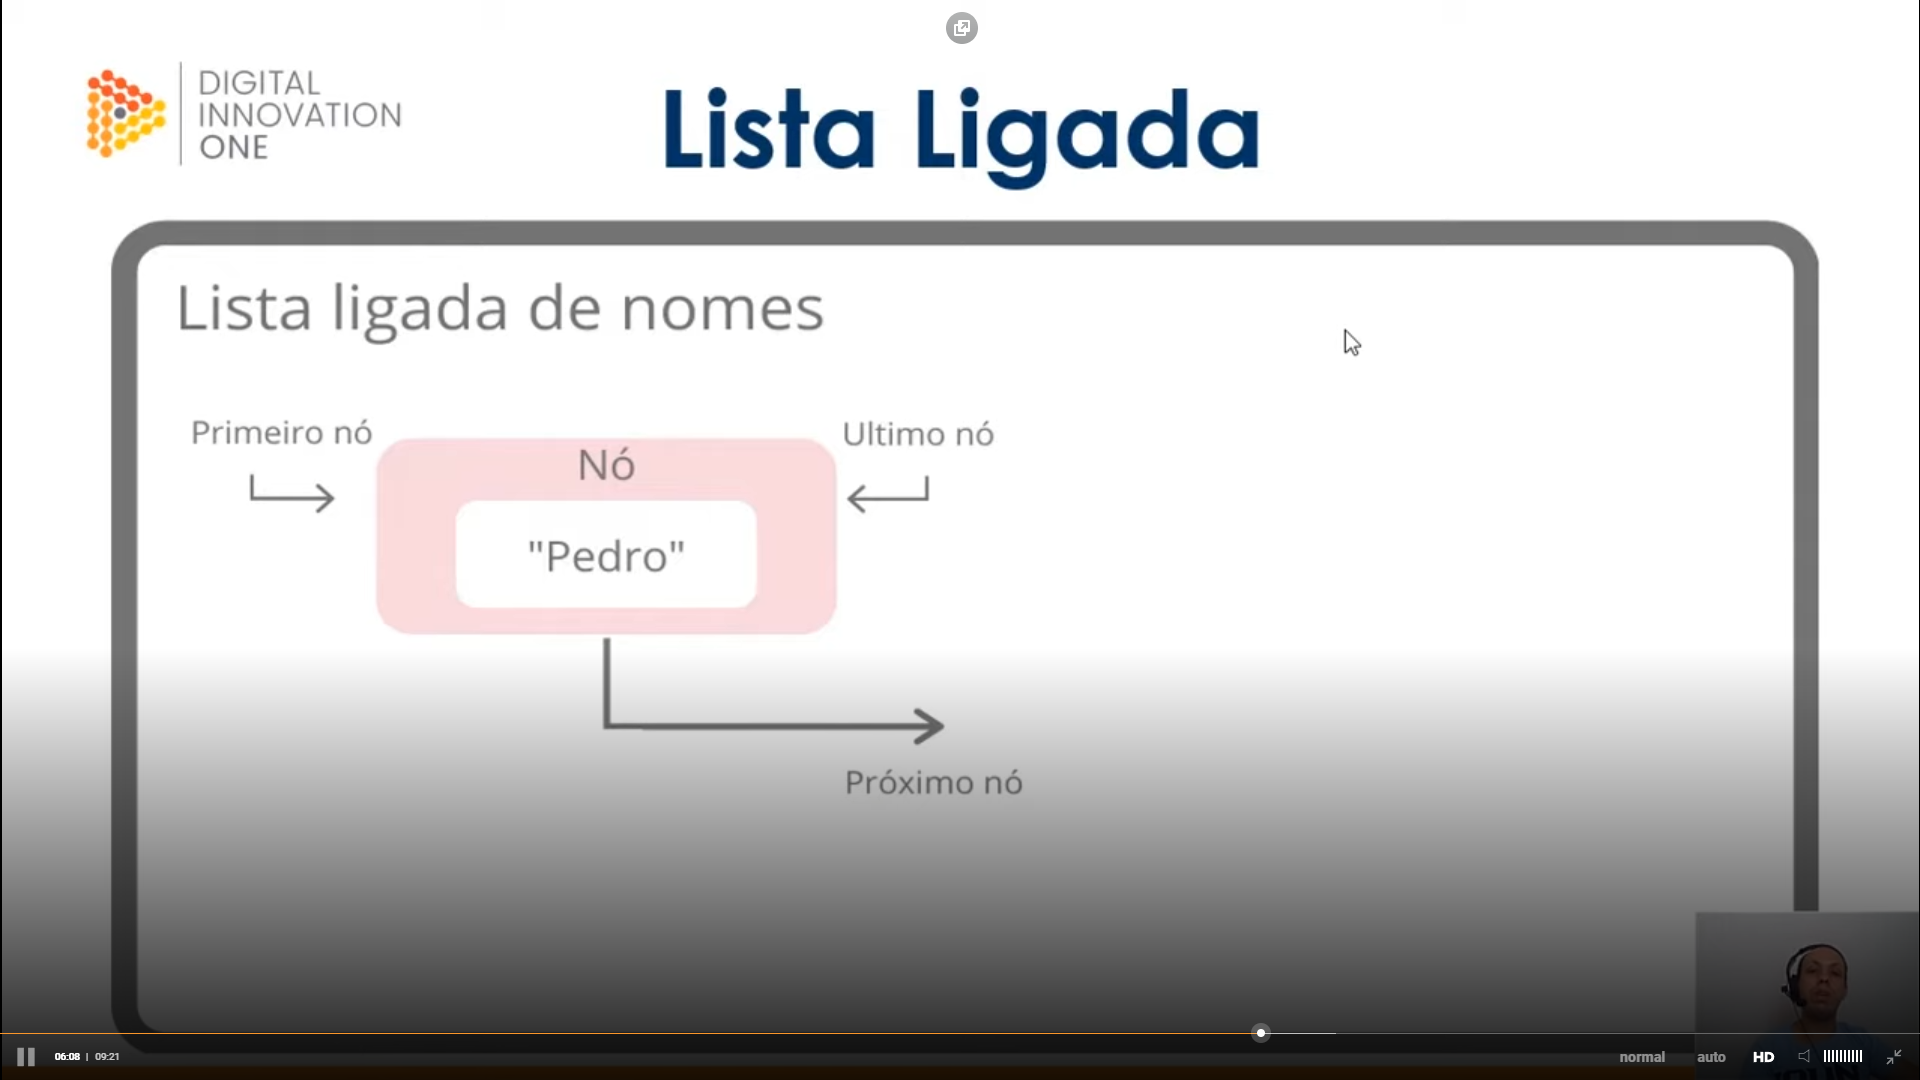 DIGITAL
INNOVATION
ONE
Lista Ligada
Lista ligada de nomes
Primeiro nó
Nó
Ultimo nó
"Pedro"
Próximo nó
06:08 | 09:21
normal
auto
HD